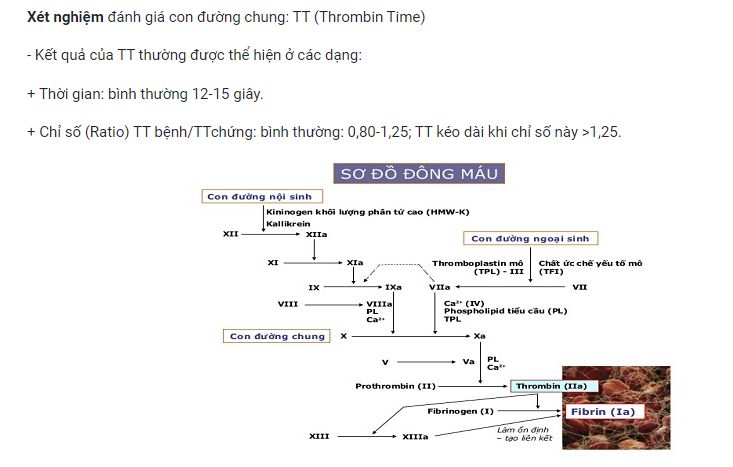 Xét nghiệm đánh giá con đường chung: TT (Thrombin Time)
- Kết quả của TT thường được thể hiện ở các dạng:
+ Thời gian: bình thường 12-15 giây.
+ Chỉ số (Ratio) TT bệnh/TTchứng: bình thường: 0,80-1,25; TT kéo dài khi chỉ số này >1,25.
SƠ ĐỒ ĐÔNG MÁU
Con đường nội sinh
Kininogen khối lượng phân tử cao (HMW-K)
Kallikrein
XII XIIa
Con đường ngoại sinh
XI XIa
Thromboplastin mô
(TPL) - III
Chất ức chế yếu tố mô
(TFI)
IX IXa VIIa VII
VIII VIIIa
PL
Ca²⁺
Ca²⁺ (IV)
Phospholipid tiểu cầu (PL)
TPL
Con đường chung X Xa
V Va
PL
Ca²⁺
Prothrombin (II) Thrombin (IIa)
Fibrinogen (I) Fibrin (Ia)
XIII XIIIa
Làm ổn định
– tạo liên kết